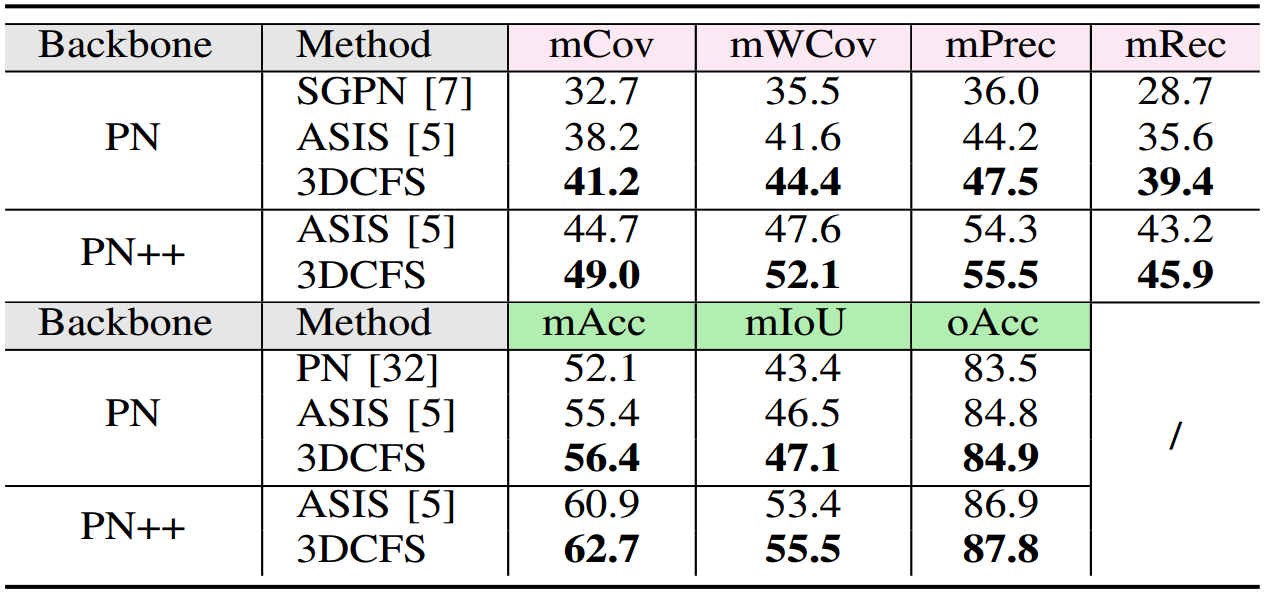 Backbone Method mCov mWCov mPrec mRec
SGPN [7] 32.7 35.5 36.0 28.7
PN ASIS [5] 38.2 41.6 44.2 35.6
3DCFS 41.2 44.4 47.5 39.4
PN++ ASIS [5] 44.7 47.6 54.3 43.2
3DCFS 49.0 52.1 55.5 45.9
Backbone Method mAcc mIoU oAcc
PN [32] 52.1 43.4 83.5
PN ASIS [5] 55.4 46.5 84.8 /
3DCFS 56.4 47.1 84.9
PN++ ASIS [5] 60.9 53.4 86.9
3DCFS 62.7 55.5 87.8